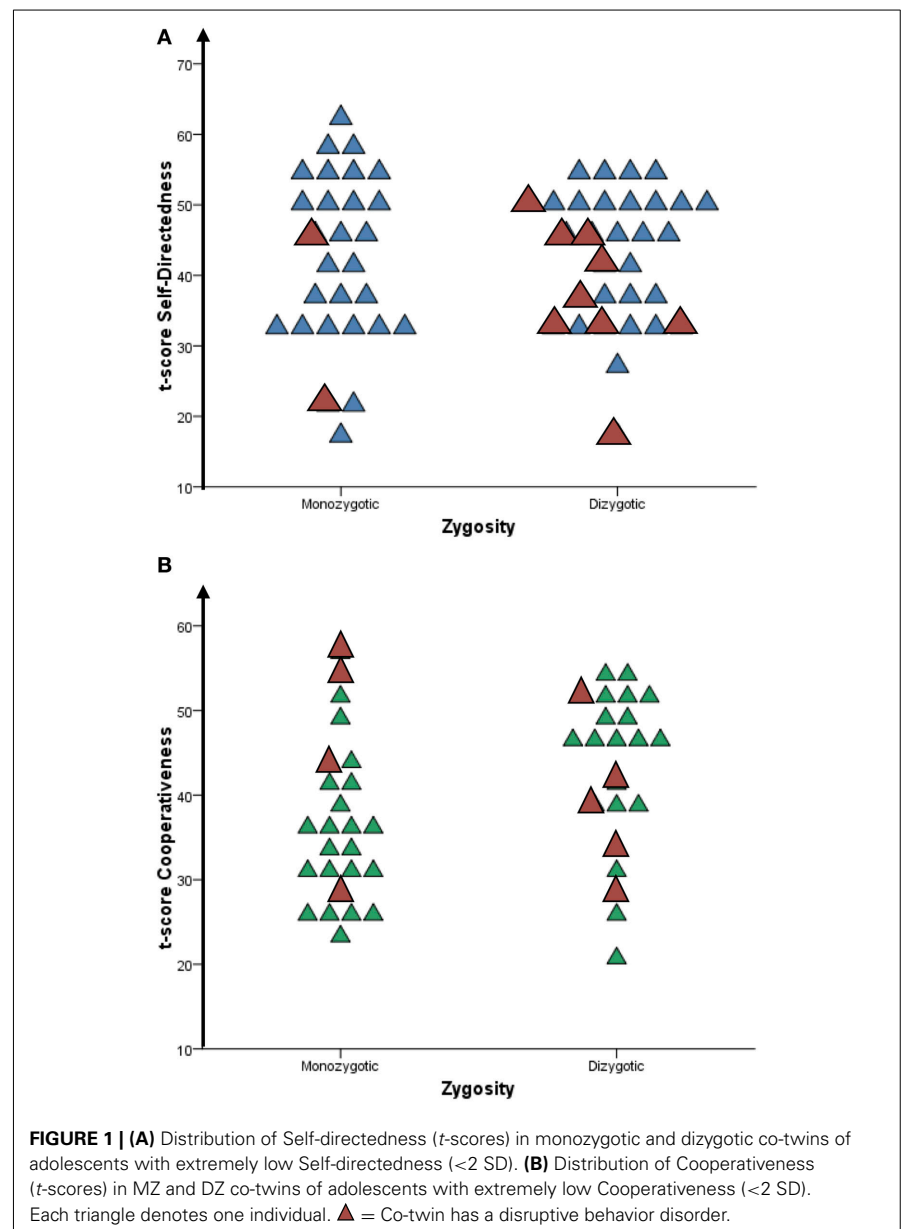 A
70
60
50
40
30
20
10
t-score Self-Directedness
Monozygotic
Dizygotic
Zygosity
B
60
50
40
30
20
10
t-score Cooperativeness
Monozygotic
Dizygotic
Zygosity
FIGURE 1 | (A) Distribution of Self-directedness (t-scores) in monozygotic and dizygotic co-twins of
adolescents with extremely low Self-directedness (<2 SD). (B) Distribution of Cooperativeness
(t-scores) in MZ and DZ co-twins of adolescents with extremely low Cooperativeness (<2 SD).
Each triangle denotes one individual. = Co-twin has a disruptive behavior disorder.